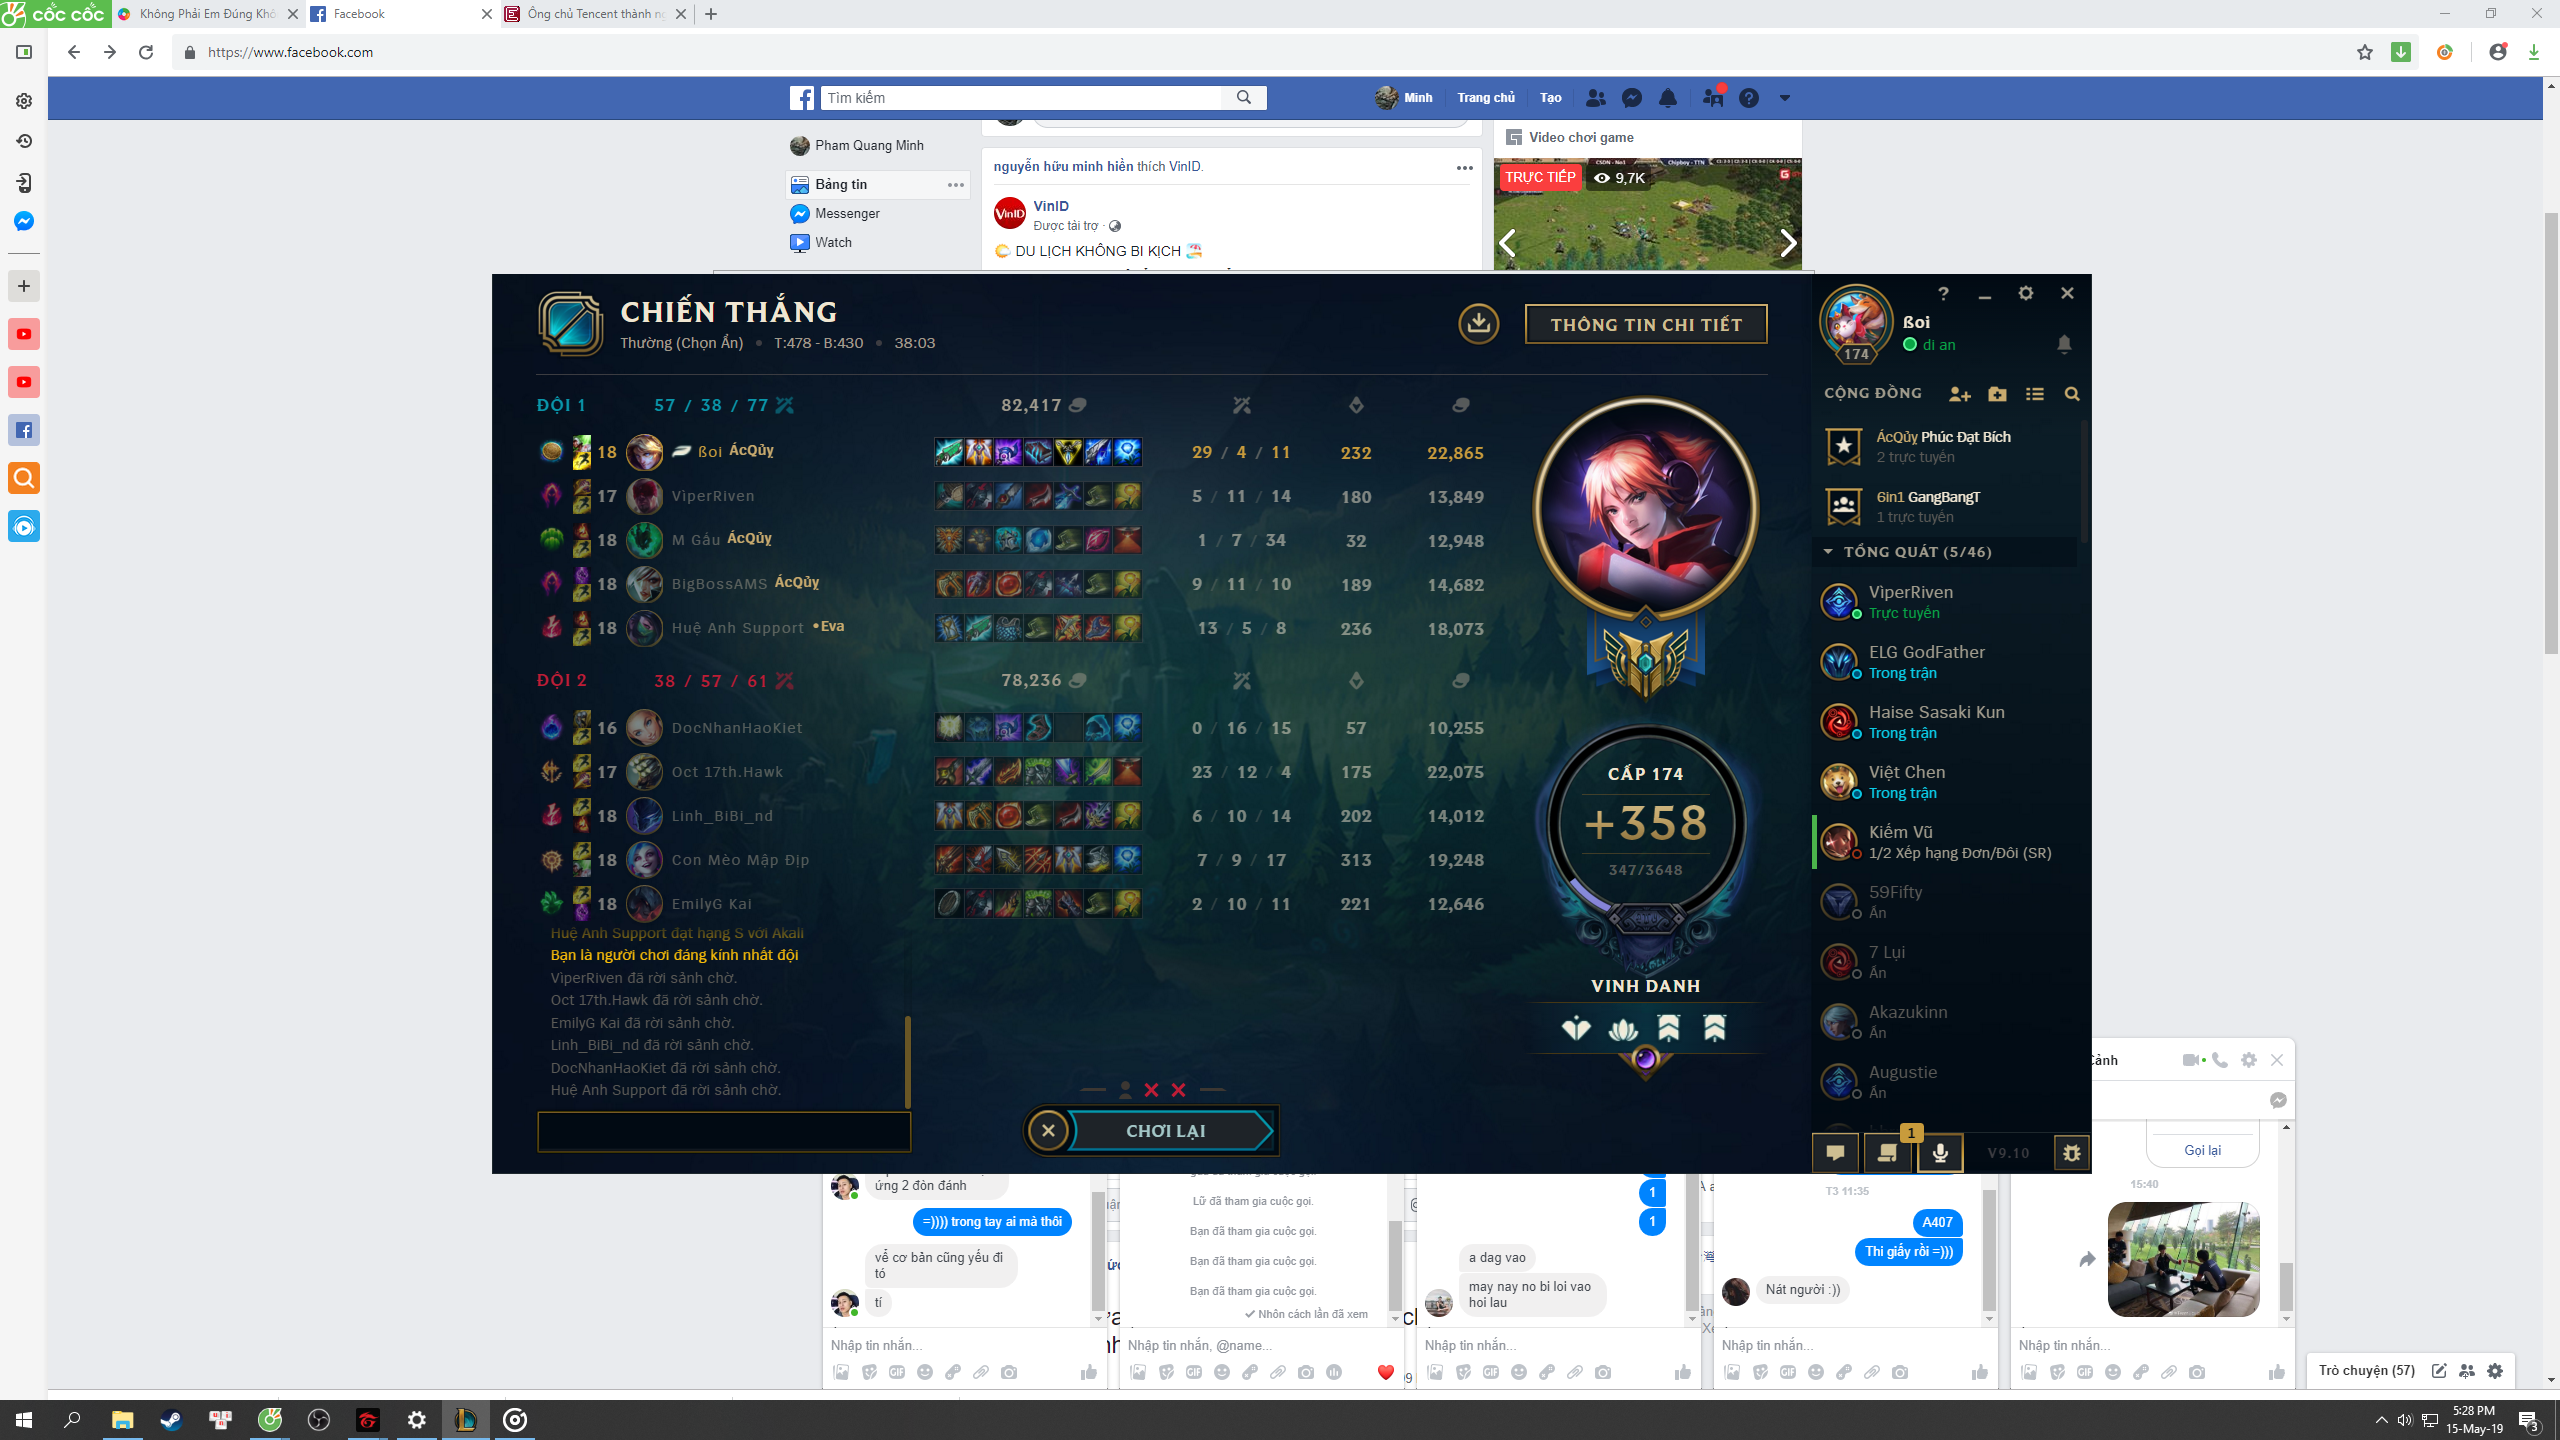 cốc cốc
Không Phải Em Đúng Khô
Facebook
Ông chủ Tencent thành ng
https://www.facebook.com
Tìm kiếm
Minh
Trang chủ
Tạo
Pham Quang Minh
Bảng tin
Messenger
Watch
nguyễn hữu minh hiền thích VinID.
VinID
VinID
Được tài trợ ·
DU LỊCH KHÔNG BI KỊCH
Video chơi game
CSDN - No1
Chipboy - TTN
TRỰC TIẾP
9,7K
CHIẾN THẮNG
Thường (Chọn Ẩn) • T:478 - B:430 • 38:03
THÔNG TIN CHI TIẾT
ĐỘI 1 57 / 38 / 77 82,417
18 ßoi ÁcQủy 29 / 4 / 11 232 22,865
17 VìperRiven 5 / 11 / 14 180 13,849
18 M Gấu ÁcQủy 1 / 7 / 34 32 12,948
18 BigBossAMS ÁcQủy 9 / 11 / 10 189 14,682
18 Huệ Anh Support •Eva 13 / 5 / 8 236 18,073
ĐỘI 2 38 / 57 / 61 78,236
16 DocNhanHaoKiet 0 / 16 / 15 57 10,255
17 Oct 17th.Hawk 23 / 12 / 4 175 22,075
18 Linh_BiBi_nd 6 / 10 / 14 202 14,012
18 Con Mèo Mập Địp 7 / 9 / 17 313 19,248
18 EmilyG Kai 2 / 10 / 11 221 12,646
Huệ Anh Support đạt hạng S với Akali
Bạn là người chơi đáng kính nhất đội
VìperRiven đã rời sảnh chờ.
Oct 17th.Hawk đã rời sảnh chờ.
EmilyG Kai đã rời sảnh chờ.
Linh_BiBi_nd đã rời sảnh chờ.
DocNhanHaoKiet đã rời sảnh chờ.
Huệ Anh Support đã rời sảnh chờ.
CHƠI LẠI
CẤP 174
+358
347/3648
VINH DANH
174
ßoi
di an
CỘNG ĐỒNG
ÁcQủy Phúc Đạt Bích
2 trực tuyến
6in1 GangBangT
1 trực tuyến
TỔNG QUÁT (5/46)
VìperRiven
Trực tuyến
ELG GodFather
Trong trận
Haise Sasaki Kun
Trong trận
Việt Chen
Trong trận
Kiếm Vũ
1/2 Xếp hạng Đơn/Đôi (SR)
59Fifty
Ẩn
7 Lụi
Ẩn
Akazukinn
Ẩn
Augustie
Ẩn
1
V9.10
ứng 2 đòn đánh
=)))) trong tay ai mà thôi
về cơ bản cũng yếu đi
tó
tí
Nhập tin nhắn...
Lữ đã tham gia cuộc gọi.
Bạn đã tham gia cuộc gọi.
Bạn đã tham gia cuộc gọi.
Bạn đã tham gia cuộc gọi.
Nhôn cách lần đã xem
Nhập tin nhắn, @name...
1
1
a dag vao
may nay no bi loi vao
hoi lau
Nhập tin nhắn...
T3 11:35
A407
Thi giấy rồi =)))
Nát người :))
Nhập tin nhắn...
Cảnh
Gọi lại
15:40
Nhập tin nhắn...
Trò chuyện (57)
5:28 PM
15-May-19
3